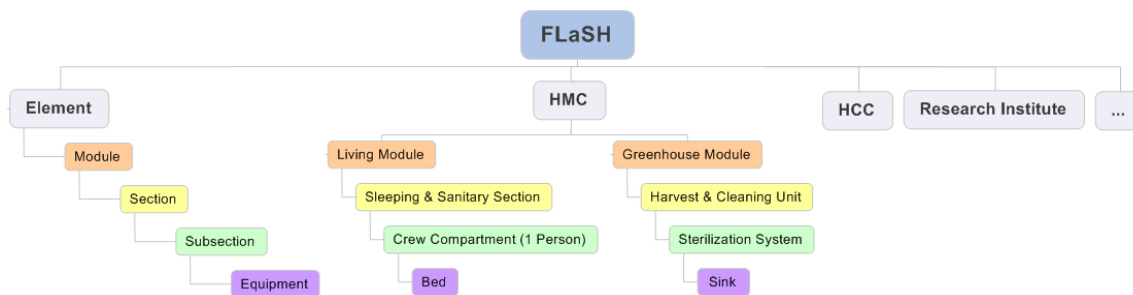 FLaSH
Element
HMC
HCC
Research Institute
...
Module
Living Module
Greenhouse Module
Section
Sleeping & Sanitary Section
Harvest & Cleaning Unit
Subsection
Crew Compartment (1 Person)
Sterilization System
Equipment
Bed
Sink